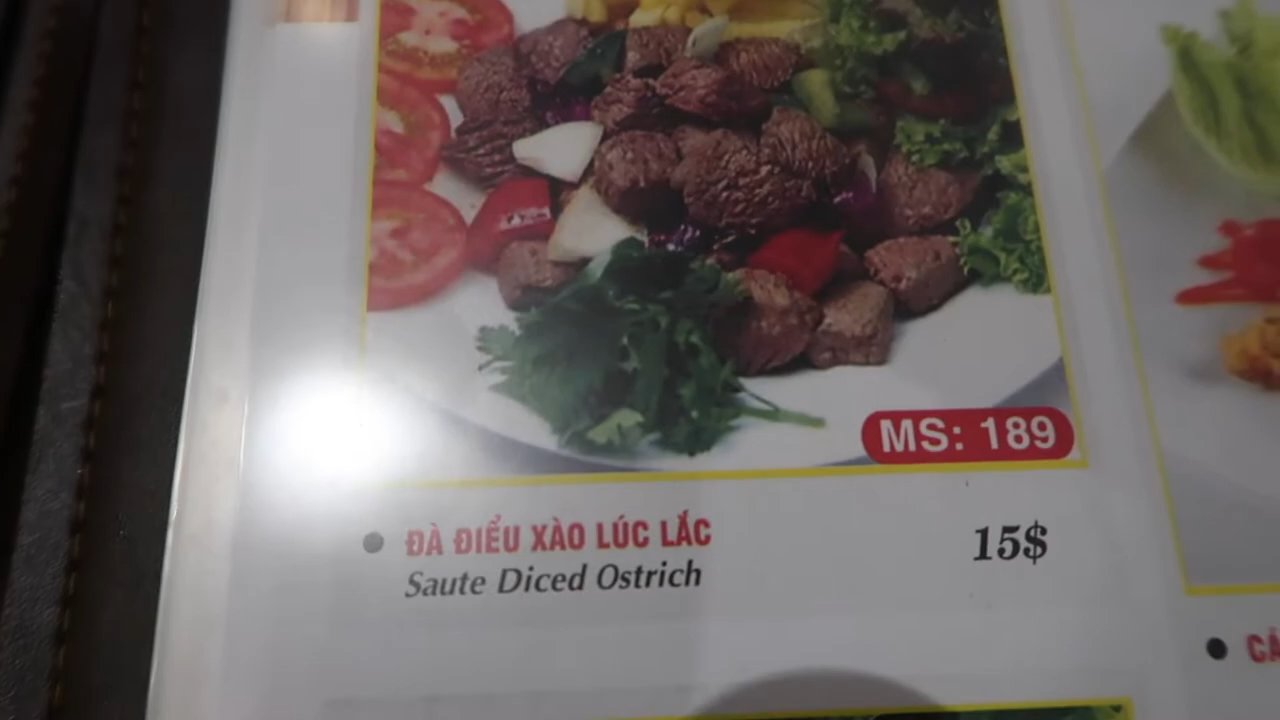 MS: 189
ĐÀ ĐIỂU XÀO LÚC LẮC
Saute Diced Ostrich
15$